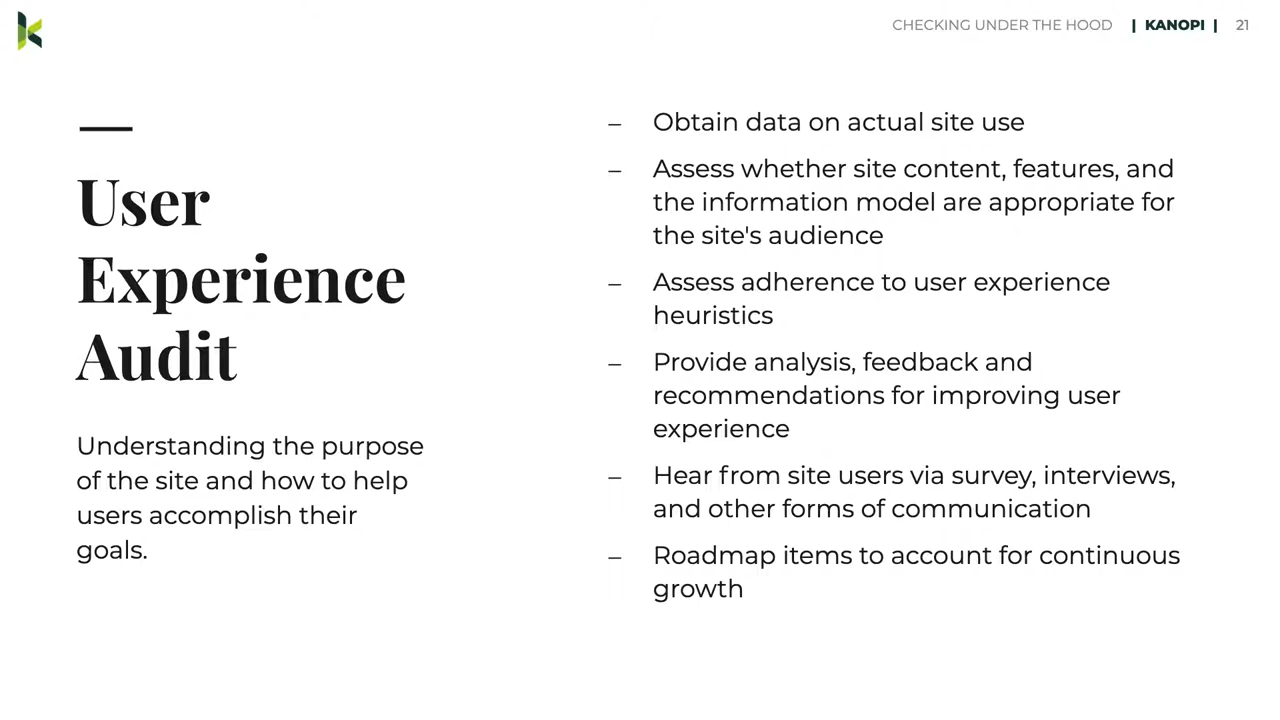 CHECKING UNDER THE HOOD | KANOPI | 21
User
Experience
Audit
Understanding the purpose
of the site and how to help
users accomplish their
goals.
– Obtain data on actual site use
– Assess whether site content, features, and
the information model are appropriate for
the site's audience
– Assess adherence to user experience
heuristics
– Provide analysis, feedback and
recommendations for improving user
experience
– Hear from site users via survey, interviews,
and other forms of communication
– Roadmap items to account for continuous
growth